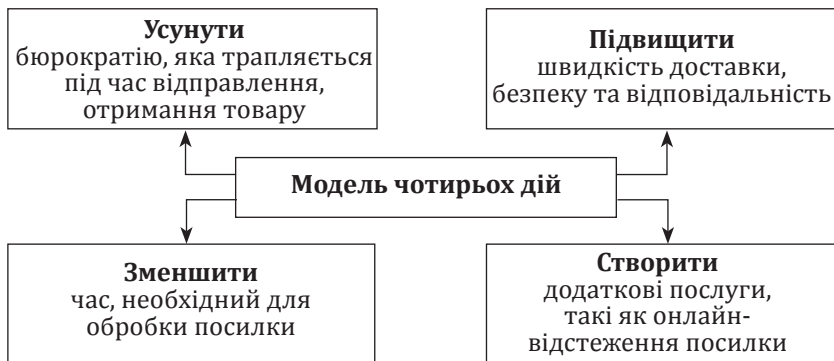 Усунути
бюрократію, яка трапляється
під час відправлення,
отримання товару
Підвищити
швидкість доставки,
безпеку та відповідальність
Модель чотирьох дій
Зменшити
час, необхідний для
обробки посилки
Створити
додаткові послуги,
такі як онлайн-
відстеження посилки